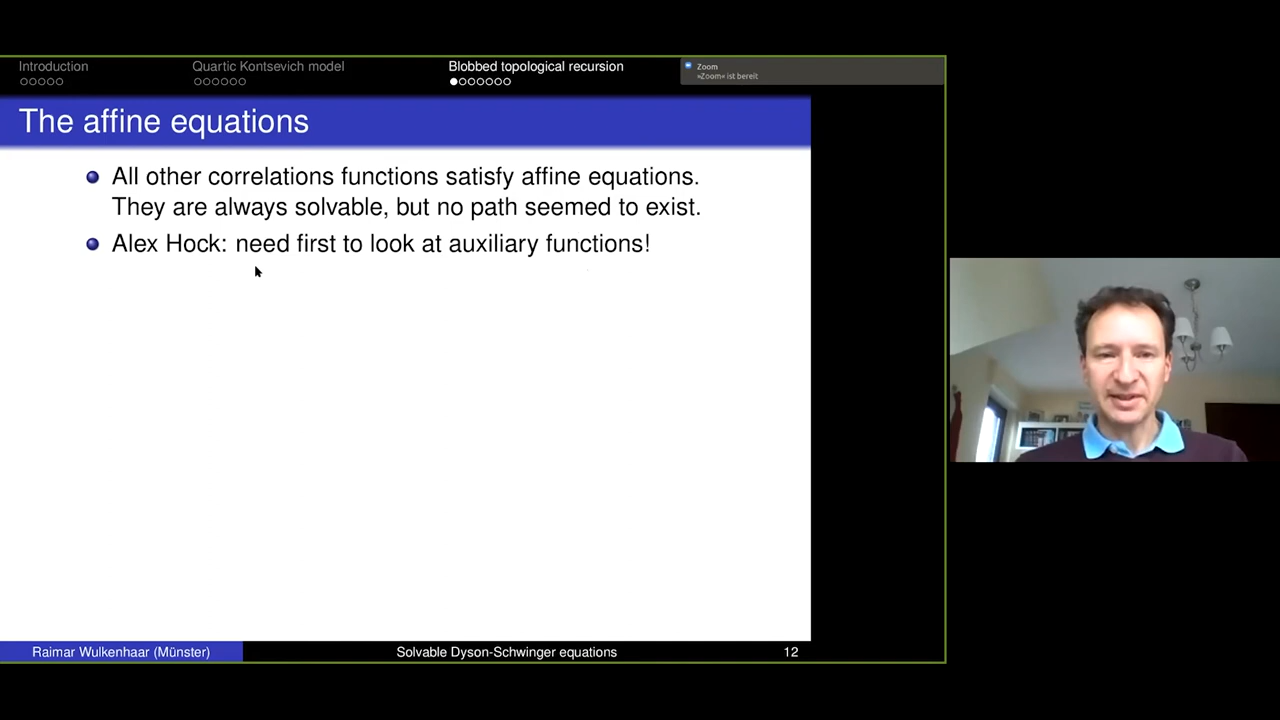 Introduction
Quartic Kontsevich model
Blobbed topological recursion
Zoom
»Zoom« ist bereit
The affine equations
All other correlations functions satisfy affine equations.
They are always solvable, but no path seemed to exist.
Alex Hock: need first to look at auxiliary functions!
Raimar Wulkenhaar (Münster)
Solvable Dyson-Schwinger equations
12